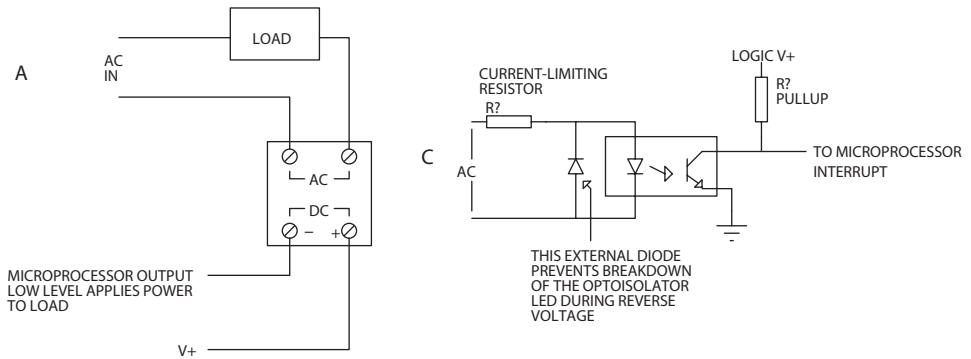 A
AC
IN
LOAD
AC
DC
– +
MICROPROCESSOR OUTPUT
LOW LEVEL APPLIES POWER
TO LOAD
V+
C
CURRENT-LIMITING
RESISTOR
R?
AC
LOGIC V+
R?
PULLUP
TO MICROPROCESSOR
INTERRUPT
THIS EXTERNAL DIODE
PREVENTS BREAKDOWN
OF THE OPTOISOLATOR
LED DURING REVERSE
VOLTAGE